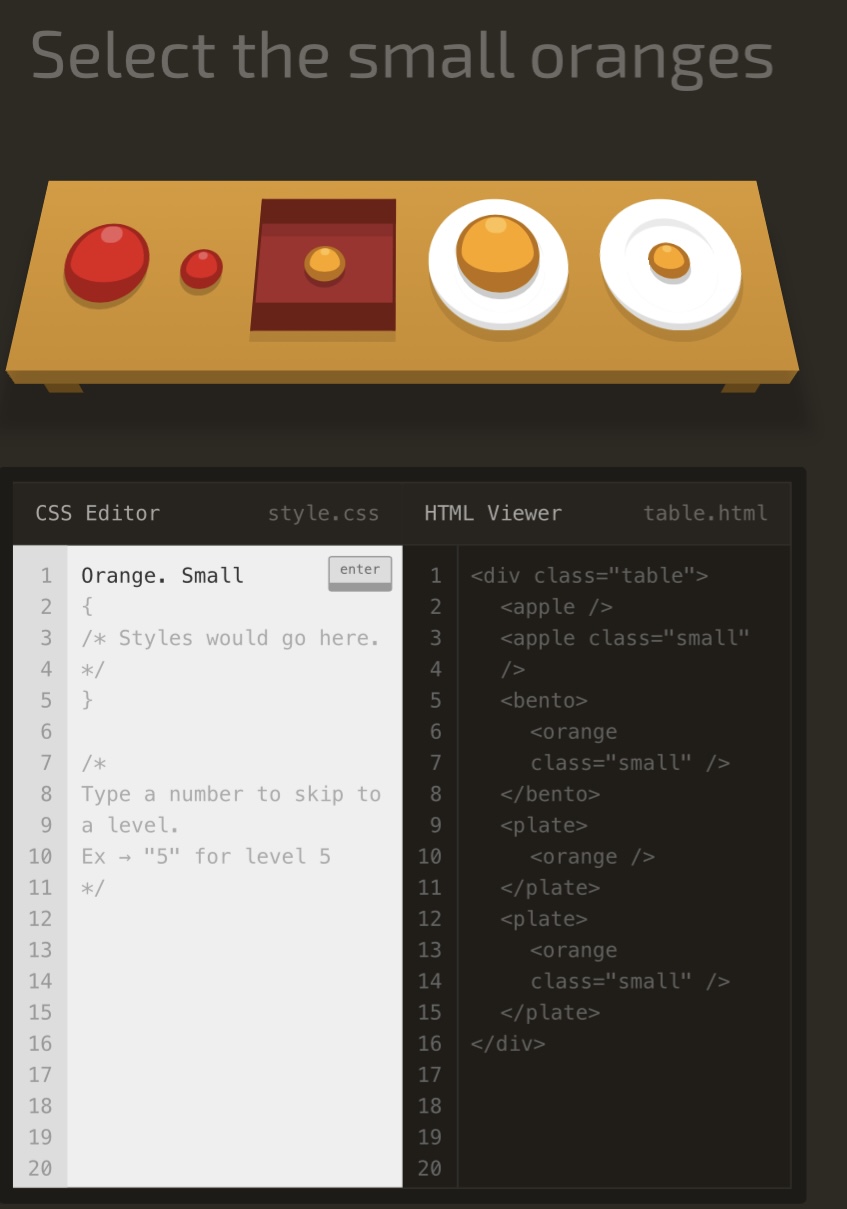 Select the small oranges
CSS Editor style.css
HTML Viewer table.html
1 Orange. Small enter
2 {
3 /* Styles would go here.
4 */
5 }
6
7 /*
8 Type a number to skip to
9 a level.
10 Ex → "5" for level 5
11 */
12
13
14
15
16
17
18
19
20
1 <div class="table">
2 <apple />
3 <apple class="small"
4 />
5 <bento>
6 <orange
7 class="small" />
8 </bento>
9 <plate>
10 <orange />
11 </plate>
12 <plate>
13 <orange
14 class="small" />
15 </plate>
16 </div>
17
18
19
20